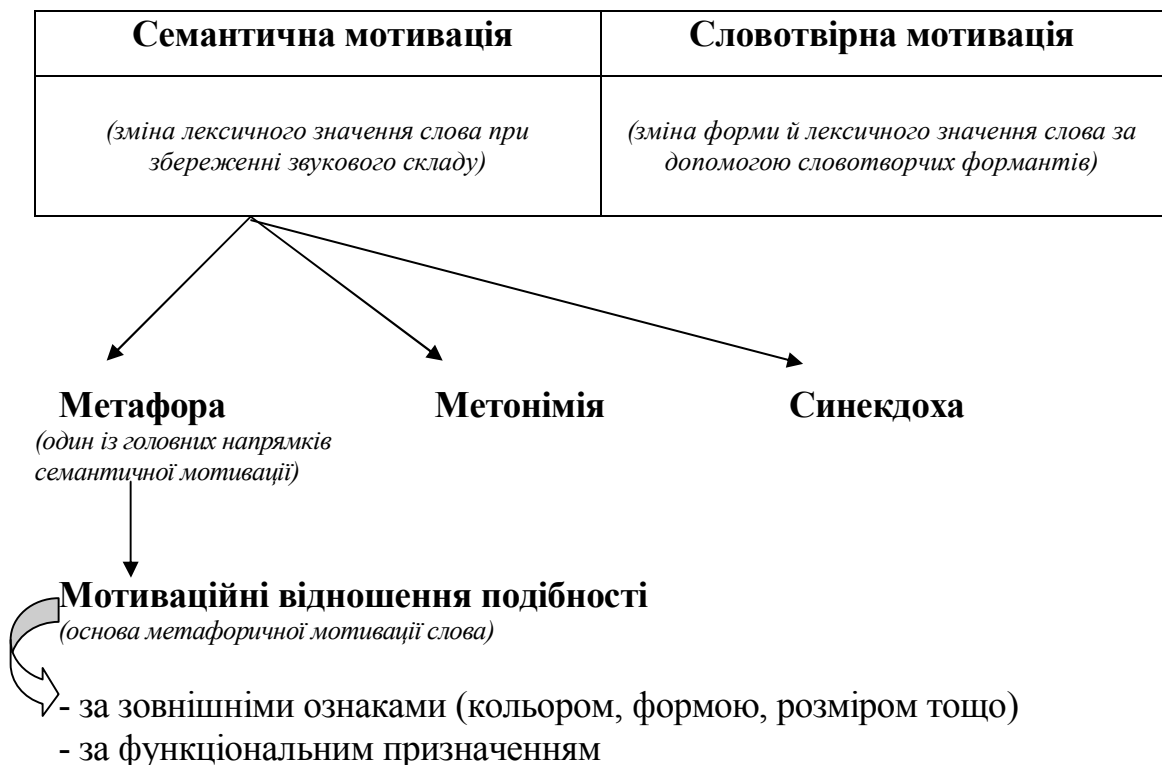 Семантична мотивація
Словотвірна мотивація
(зміна лексичного значення слова при
збереженні звукового складу)
(зміна форми й лексичного значення слова за
допомогою словотворчих формантів)
Метафора
(один із головних напрямків
семантичної мотивації)
Метонімія
Синекдоха
Мотиваційні відношення подібності
(основа метафоричної мотивації слова)
- за зовнішніми ознаками (кольором, формою, розміром тощо)
- за функціональним призначенням